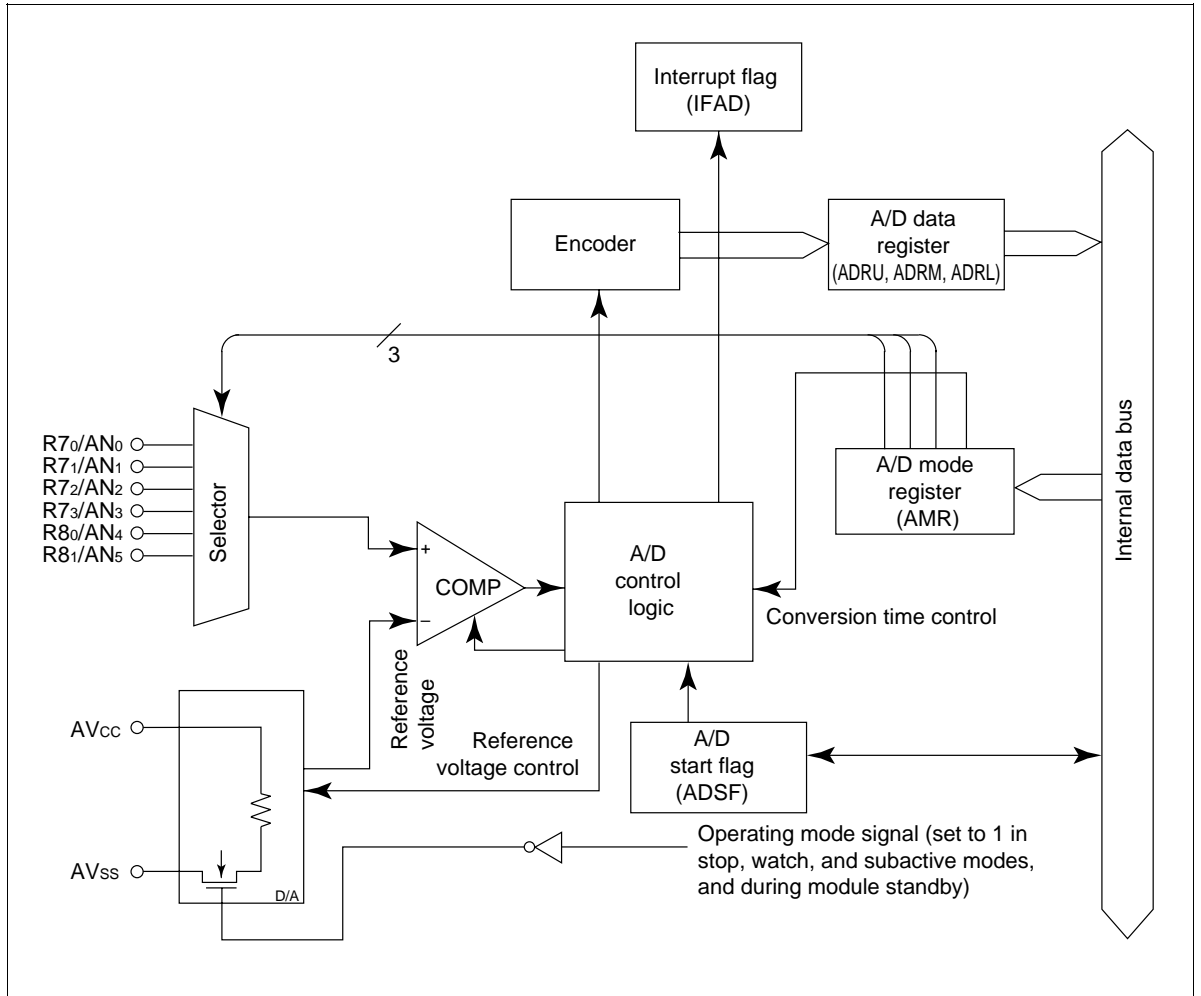 Interrupt flag
(IFAD)
Encoder
A/D data
register
(ADRU, ADRM, ADRL)
3
R70/AN0
R71/AN1
R72/AN2
R73/AN3
R80/AN4
R81/AN5
Selector
A/D mode
register
(AMR)
Internal data bus
+
COMP
−
A/D
control
logic
Conversion time control
Reference
voltage
AVCC
Reference
voltage control
A/D
start flag
(ADSF)
AVSS
D/A
Operating mode signal (set to 1 in
stop, watch, and subactive modes,
and during module standby)